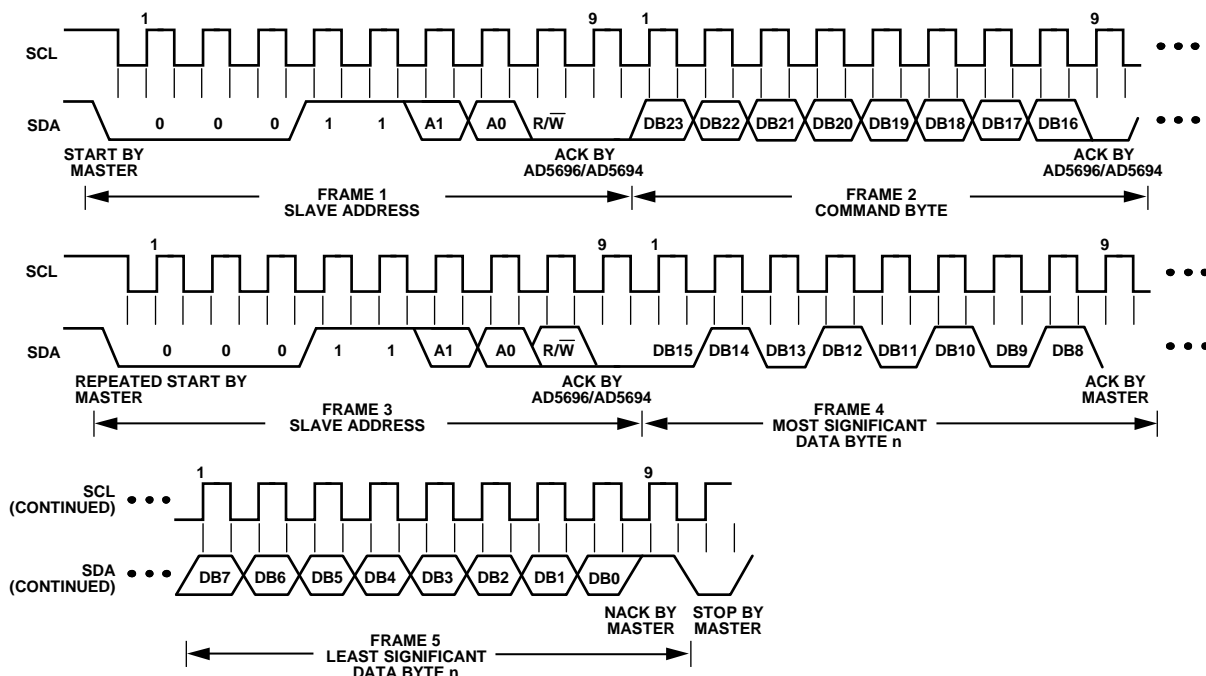 1 9 1 9
SCL
SDA 0 0 0 1 1 A1 A0 R/W̅ DB23 DB22 DB21 DB20 DB19 DB18 DB17 DB16
START BY
MASTER
ACK BY
AD5696/AD5694
ACK BY
AD5696/AD5694
FRAME 1
SLAVE ADDRESS
FRAME 2
COMMAND BYTE
1 9 1 9
SCL
SDA 0 0 0 1 1 A1 A0 R/W̅ DB15 DB14 DB13 DB12 DB11 DB10 DB9 DB8
REPEATED START BY
MASTER
ACK BY
AD5696/AD5694
ACK BY
MASTER
FRAME 3
SLAVE ADDRESS
FRAME 4
MOST SIGNIFICANT
DATA BYTE n
1 9
SCL
(CONTINUED)
SDA
(CONTINUED)
DB7 DB6 DB5 DB4 DB3 DB2 DB1 DB0
NACK BY
MASTER
STOP BY
MASTER
FRAME 5
LEAST SIGNIFICANT
DATA BYTE n